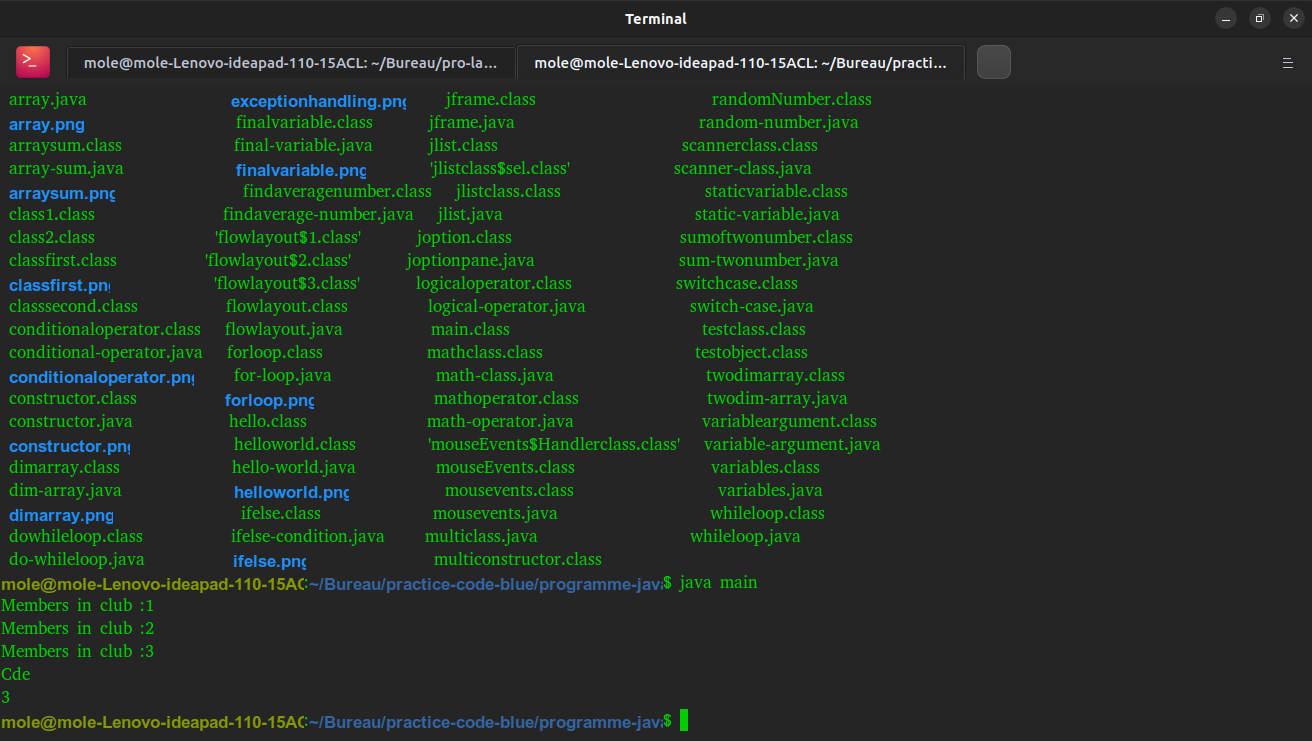 Terminal
>_ mole@mole-Lenovo-ideapad-110-15ACL: ~/Bureau/pro-la... mole@mole-Lenovo-ideapad-110-15ACL: ~/Bureau/practi...
array.java exceptionhandling.png jframe.class randomNumber.class
array.png finalvariable.class jframe.java random-number.java
arraysum.class final-variable.java jlist.class scannerclass.class
array-sum.java finalvariable.png 'jlistclass$sel.class' scanner-class.java
arraysum.png findaveragenumber.class jlistclass.class staticvariable.class
class1.class findaverage-number.java jlist.java static-variable.java
class2.class 'flowlayout$1.class' joption.class sumoftwonumber.class
classfirst.class 'flowlayout$2.class' joptionpane.java sum-twonumber.java
classfirst.png 'flowlayout$3.class' logicaloperator.class switchcase.class
classsecond.class flowlayout.class logical-operator.java switch-case.java
conditionaloperator.class flowlayout.java main.class testclass.class
conditional-operator.java forloop.class mathclass.class testobject.class
conditionaloperator.png for-loop.java math-class.java twodimarray.class
constructor.class forloop.png mathoperator.class twodim-array.java
constructor.java hello.class math-operator.java variableargument.class
constructor.png helloworld.class 'mouseEvents$Handlerclass.class' variable-argument.java
dimarray.class hello-world.java mouseEvents.class variables.class
dim-array.java helloworld.png mousevents.class variables.java
dimarray.png ifelse.class mousevents.java whileloop.class
dowhileloop.class ifelse-condition.java multiclass.java whileloop.java
do-whileloop.java ifelse.png multiconstructor.class
mole@mole-Lenovo-ideapad-110-15AC:~/Bureau/practice-code-blue/programme-java$ java main
Members in club :1
Members in club :2
Members in club :3
Cde
3
mole@mole-Lenovo-ideapad-110-15AC:~/Bureau/practice-code-blue/programme-java$